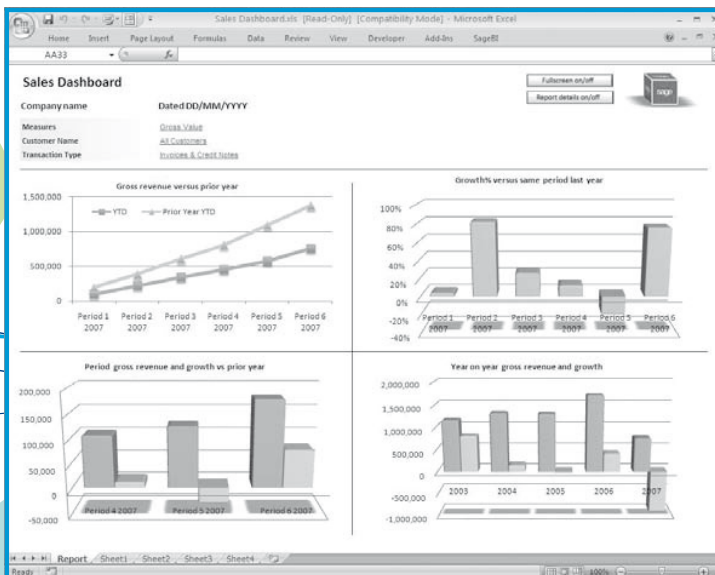 Sales Dashboard.xls [Read-Only] [Compatibility Mode] - Microsoft Excel
Home Insert Page Layout Formulas Data Review View Developer Add-Ins SageBI
AA33 fx
Sales Dashboard
Fullscreen on/off
Report details on/off
sage
Company name Dated DD/MM/YYYY
Measures Gross Value
Customer Name All Customers
Transaction Type Invoices & Credit Notes
Gross revenue versus prior year
1,500,000
1,000,000
500,000
0
YTD Prior Year YTD
Period 1 Period 2 Period 3 Period 4 Period 5 Period 6
2007 2007 2007 2007 2007 2007
Growth% versus same period last year
100%
80%
60%
40%
20%
0%
-20%
-40%
Period 1 Period 2 Period 3 Period 4 Period 5 Period 6
2007 2007 2007 2007 2007 2007
Period gross revenue and growth vs prior year
200,000
150,000
100,000
50,000
0
-50,000
Period 4 2007 Period 5 2007 Period 6 2007
Year on year gross revenue and growth
2,000,000
1,500,000
1,000,000
500,000
0
-500,000
-1,000,000
2003 2004 2005 2006 2007
Report Sheet1 Sheet2 Sheet3 Sheet4
Ready 100%